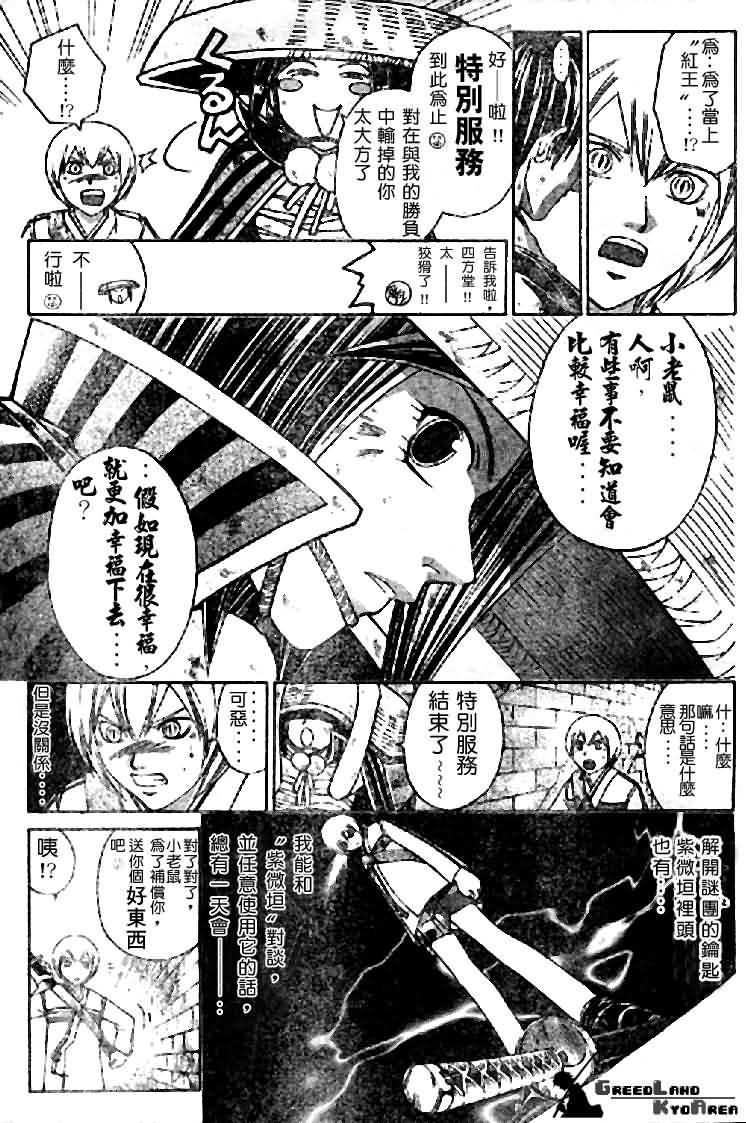 為：為了當上
"紅王"…!?
……
好──啦!!
特別服務
到此為止
對在與我的勝負
中輸掉的你
太大方了
くるーん
什麼…!?
告訴我啦，
四方堂!!
太──
狡猾了!!
不──
行啦
小老鼠…．
人啊，
有些事不要知道會
比較幸福喔…．
：假如現在很幸福，
就更加幸福下去…．
吧？
什：什麼
嘛…．
那句話是什麼
意思…．
特別服務
結束了~~~
……
可惡…
但是沒關係…．
解開謎團的鑰匙
紫微垣裡頭
也有…．
我能和
"紫微垣"對談，
並任意使用它的話，
總有一天會──…
對了對了，
小老鼠
為了補償你，
送你個好東西
吧
咦!?
GREEDLAND
KYOAREA